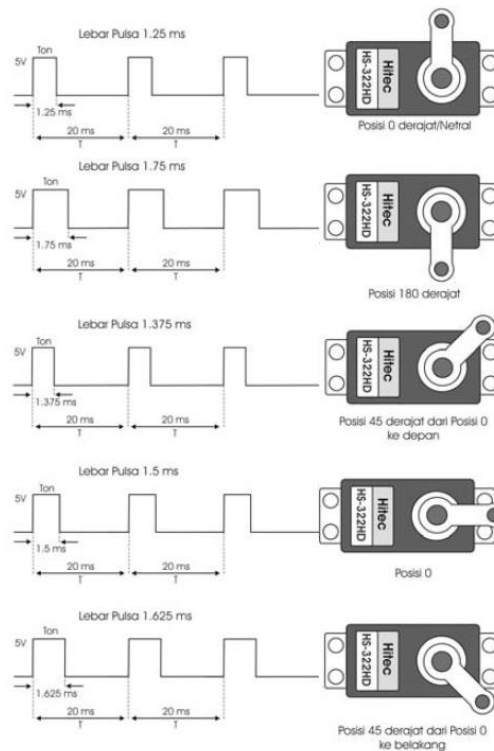 Lebar Pulsa 1.25 ms
Ton
5V
1.25 ms
20 ms
20 ms
T
T
Hitec
HS-322HD
Posisi 0 derajat/Netral
Lebar Pulsa 1.75 ms
Ton
5V
1.75 ms
20 ms
20 ms
T
T
Hitec
HS-322HD
Posisi 180 derajat
Lebar Pulsa 1.375 ms
Ton
5V
1.375 ms
20 ms
20 ms
T
T
Hitec
HS-322HD
Posisi 45 derajat dari Posisi 0
ke depan
Lebar Pulsa 1.5 ms
Ton
5V
1.5 ms
20 ms
20 ms
T
T
Hitec
HS-322HD
Posisi 0
Lebar Pulsa 1.625 ms
Ton
5V
1.625 ms
20 ms
20 ms
T
T
Hitec
HS-322HD
Posisi 45 derajat dari Posisi 0
ke belakang